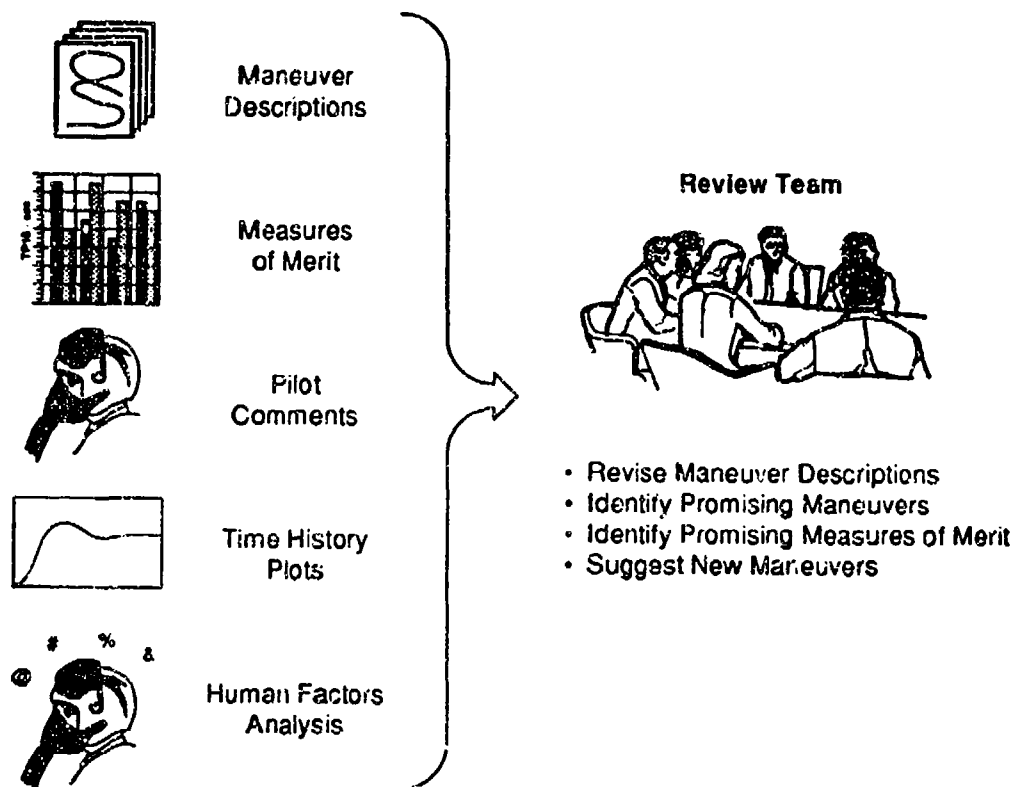 Maneuver
Descriptions
Measures
of Merit
Pilot
Comments
Time History
Plots
@ # % &
Human Factors
Analysis
Review Team
• Revise Maneuver Descriptions
• Identify Promising Maneuvers
• Identify Promising Measures of Merit
• Suggest New Maneuvers